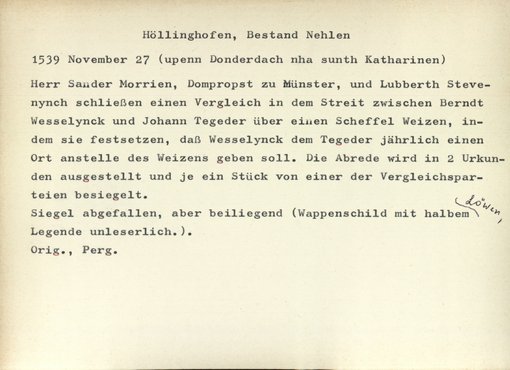 Höllinghofen, Bestand Nehlen
1539 November 27 (upenn Donderdach nha sunth Katharinen)
Herr Sander Morrien, Dompropst zu Münster, und Lubberth Steve-
nynch schließen einen Vergleich in dem Streit zwischen Berndt
Wesselynck und Johann Tegeder über einen Scheffel Weizen, in-
dem sie festsetzen, daß Wesselynck dem Tegeder jährlich einen
Ort anstelle des Weizens geben soll. Die Abrede wird in 2 Urkun-
den ausgestellt und je ein Stück von einer der Vergleichspar-
teien besiegelt.
Siegel abgefallen, aber beiliegend (Wappenschild mit halbem Löwen,
Legende unleserlich.).
Orig., Perg.